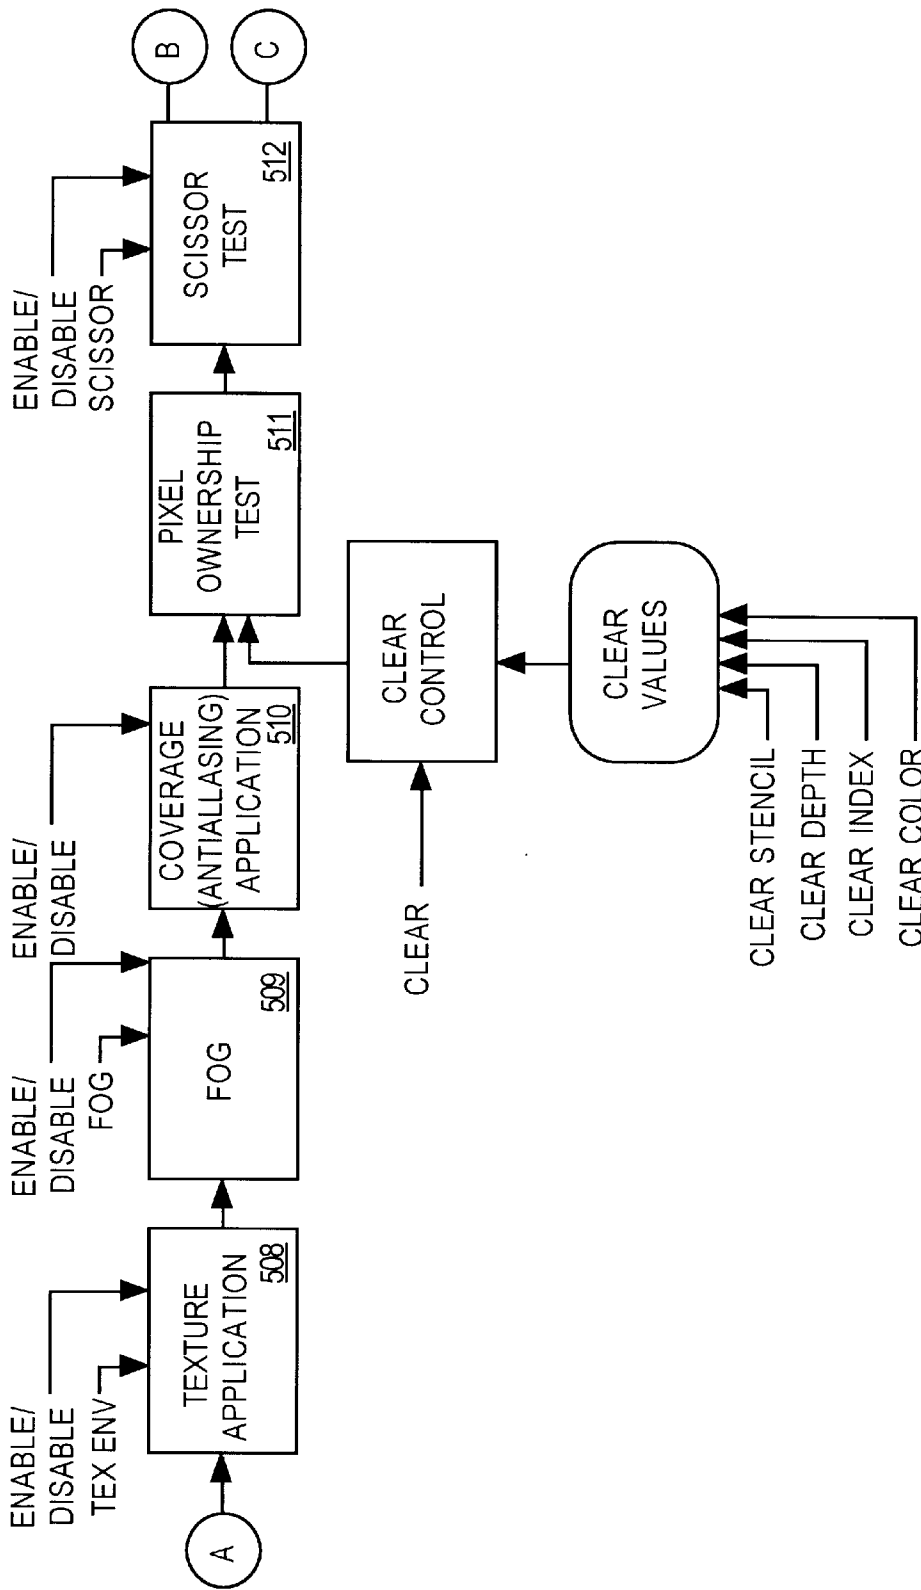 A
ENABLE/
DISABLE
TEX ENV
TEXTURE
APPLICATION
508
ENABLE/
DISABLE
FOG
FOG
509
ENABLE/
DISABLE
COVERAGE
(ANTIALLASING)
APPLICATION
510
PIXEL
OWNERSHIP
TEST
511
ENABLE/
DISABLE
SCISSOR
SCISSOR
TEST
512
B
C
CLEAR
CLEAR
CONTROL
CLEAR
VALUES
CLEAR STENCIL
CLEAR DEPTH
CLEAR INDEX
CLEAR COLOR